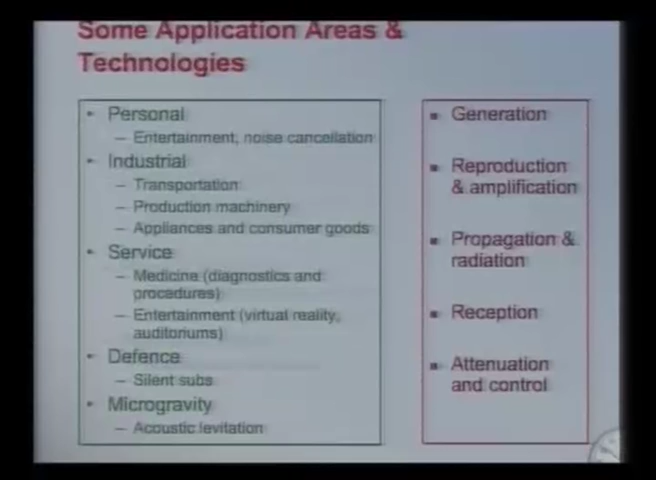 Some Application Areas &
Technologies
• Personal
– Entertainment, noise cancellation
• Industrial
– Transportation
– Production machinery
– Appliances and consumer goods
• Service
– Medicine (diagnostics and
procedures)
– Entertainment (virtual reality,
auditoriums)
• Defence
– Silent subs
• Microgravity
– Acoustic levitation
▪ Generation
▪ Reproduction
& amplification
▪ Propagation &
radiation
▪ Reception
▪ Attenuation
and control